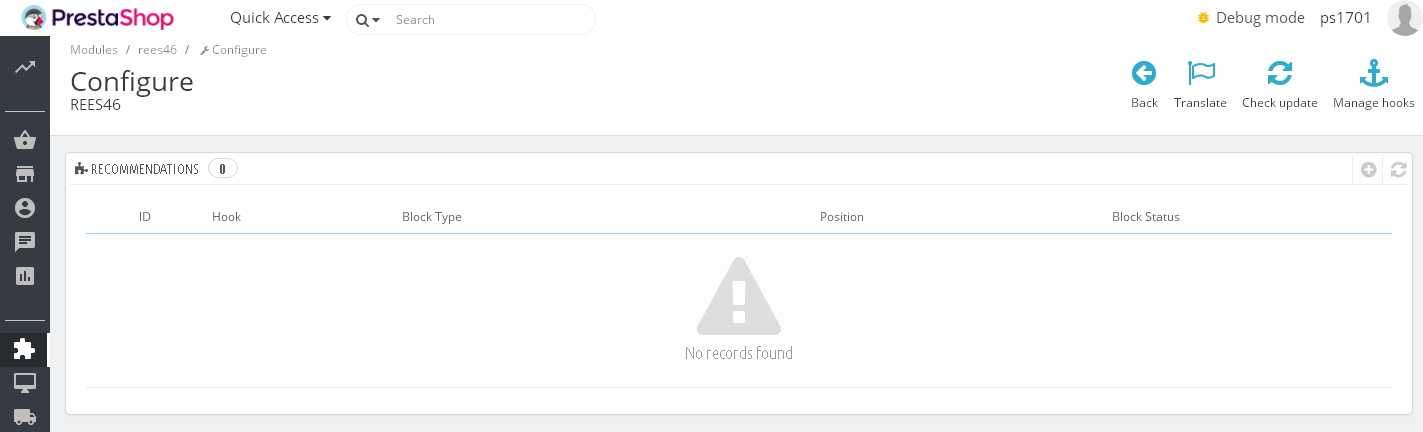 PrestaShop
Quick Access
Search
Debug mode
ps1701
Modules / rees46 / Configure
Configure
REES46
Back
Translate
Check update
Manage hooks
RECOMMENDATIONS 0
ID
Hook
Block Type
Position
Block Status
No records found